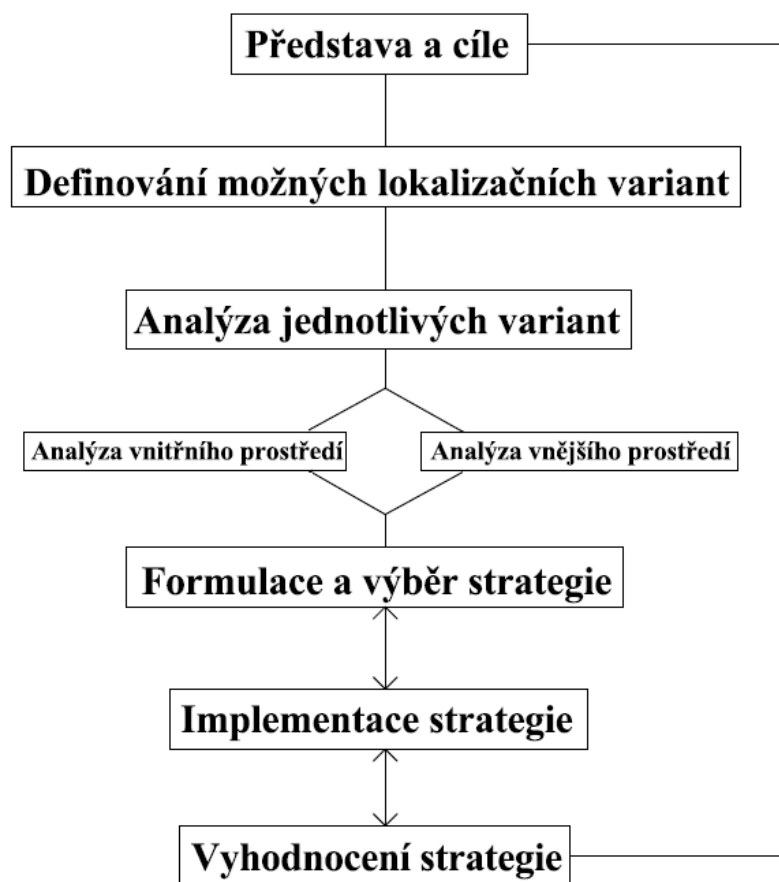 Představa a cíle
Definování možných lokalizačních variant
Analýza jednotlivých variant
Analýza vnitřního prostředí
Analýza vnějšího prostředí
Formulace a výběr strategie
Implementace strategie
Vyhodnocení strategie